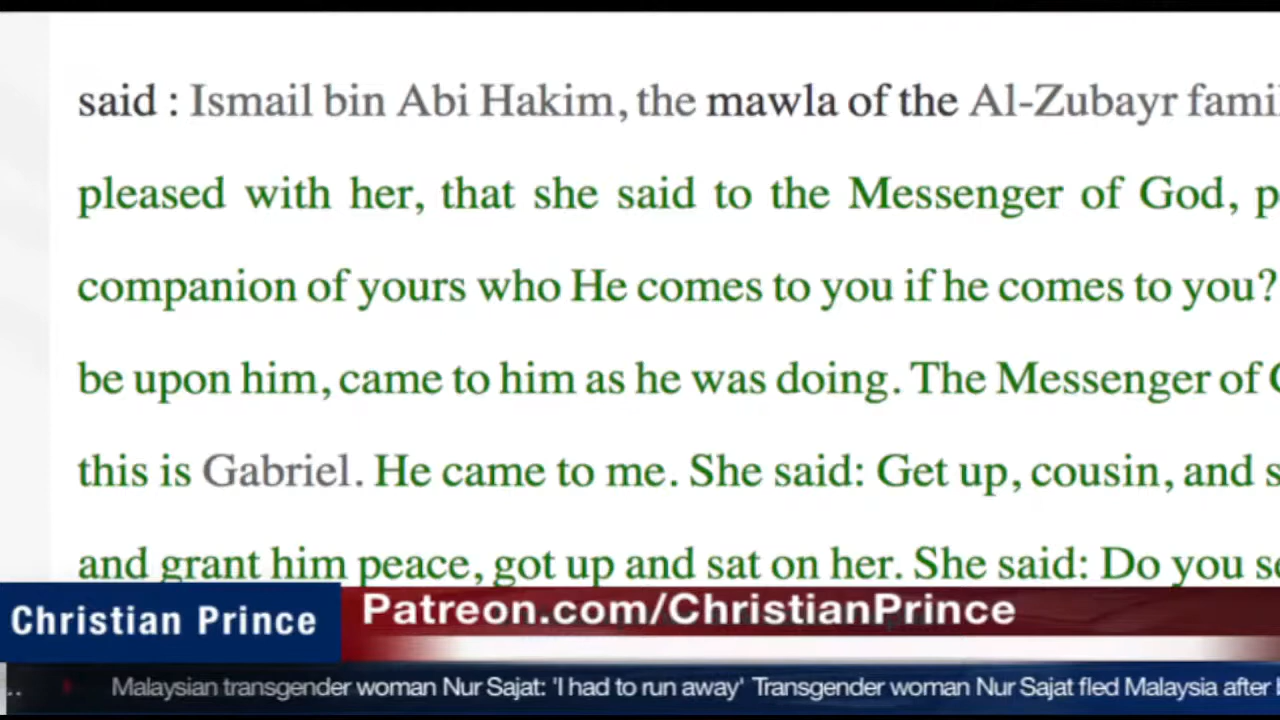 said : Ismail bin Abi Hakim, the mawla of the Al-Zubayr famil
pleased with her, that she said to the Messenger of God, p
companion of yours who He comes to you if he comes to you?
be upon him, came to him as he was doing. The Messenger of
this is Gabriel. He came to me. She said: Get up, cousin, and s
and grant him peace, got up and sat on her. She said: Do you se
Christian Prince
Patreon.com/ChristianPrince
.. Malaysian transgender woman Nur Sajat: 'I had to run away' Transgender woman Nur Sajat fled Malaysia after